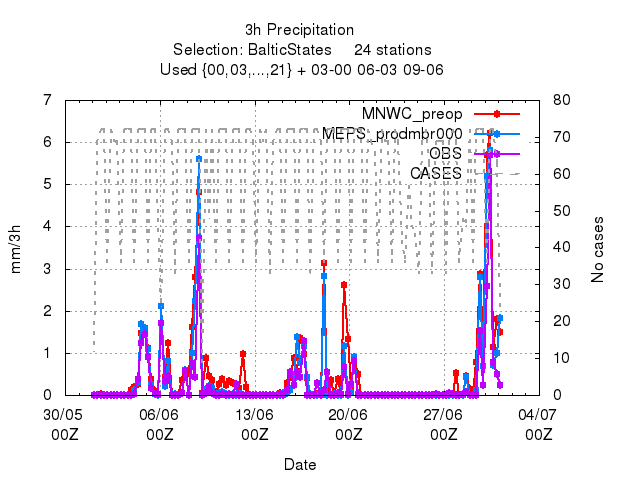 3h Precipitation
Selection: BalticStates 24 stations
Used {00,03,...,21} + 03-00 06-03 09-06
MNWC_preop
MEPS_prodmbr000
OBS
CASES
7
6
5
4
3
2
1
0
mm/3h
80
70
60
50
40
30
20
10
0
No cases
30/05 06/06 13/06 20/06 27/06 04/07
00Z 00Z 00Z 00Z 00Z 00Z
Date